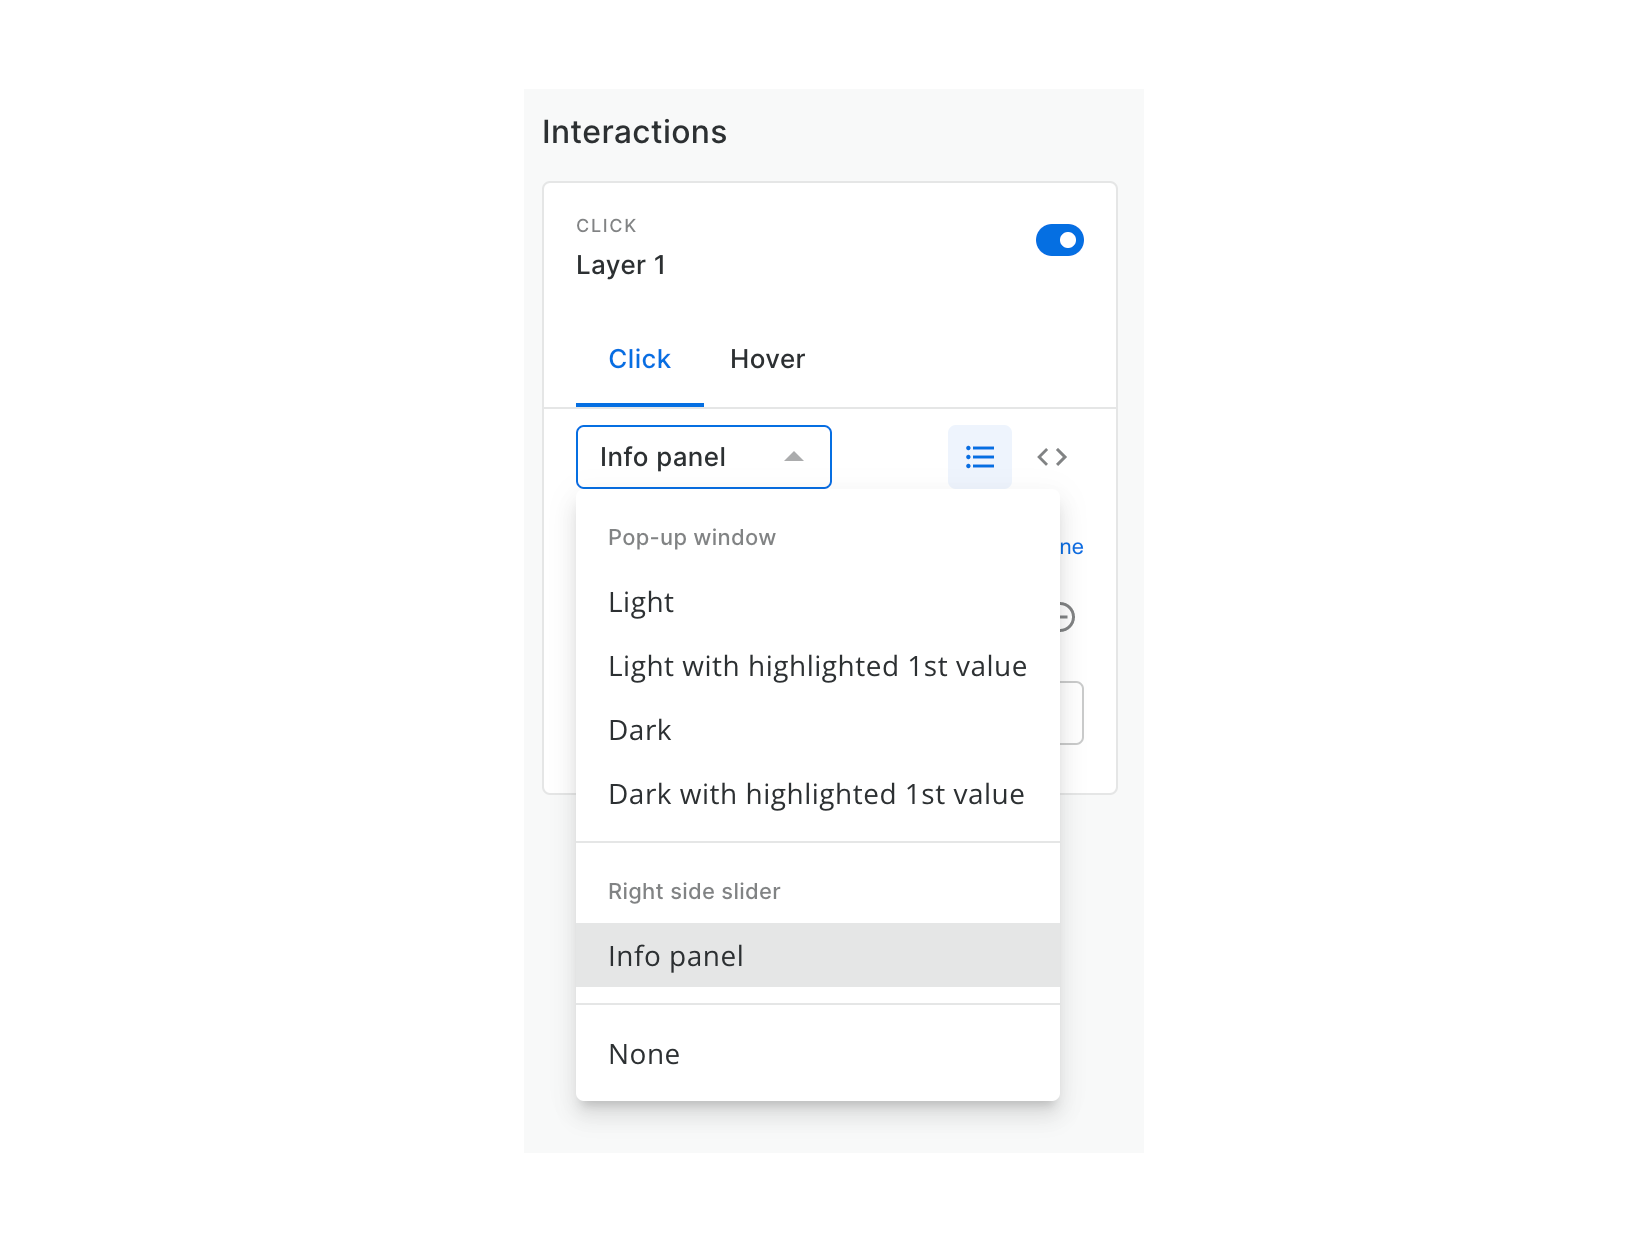 Interactions
CLICK
Layer 1
Click
Hover
Info panel
Pop-up window
Light
Light with highlighted 1st value
Dark
Dark with highlighted 1st value
Right side slider
Info panel
None